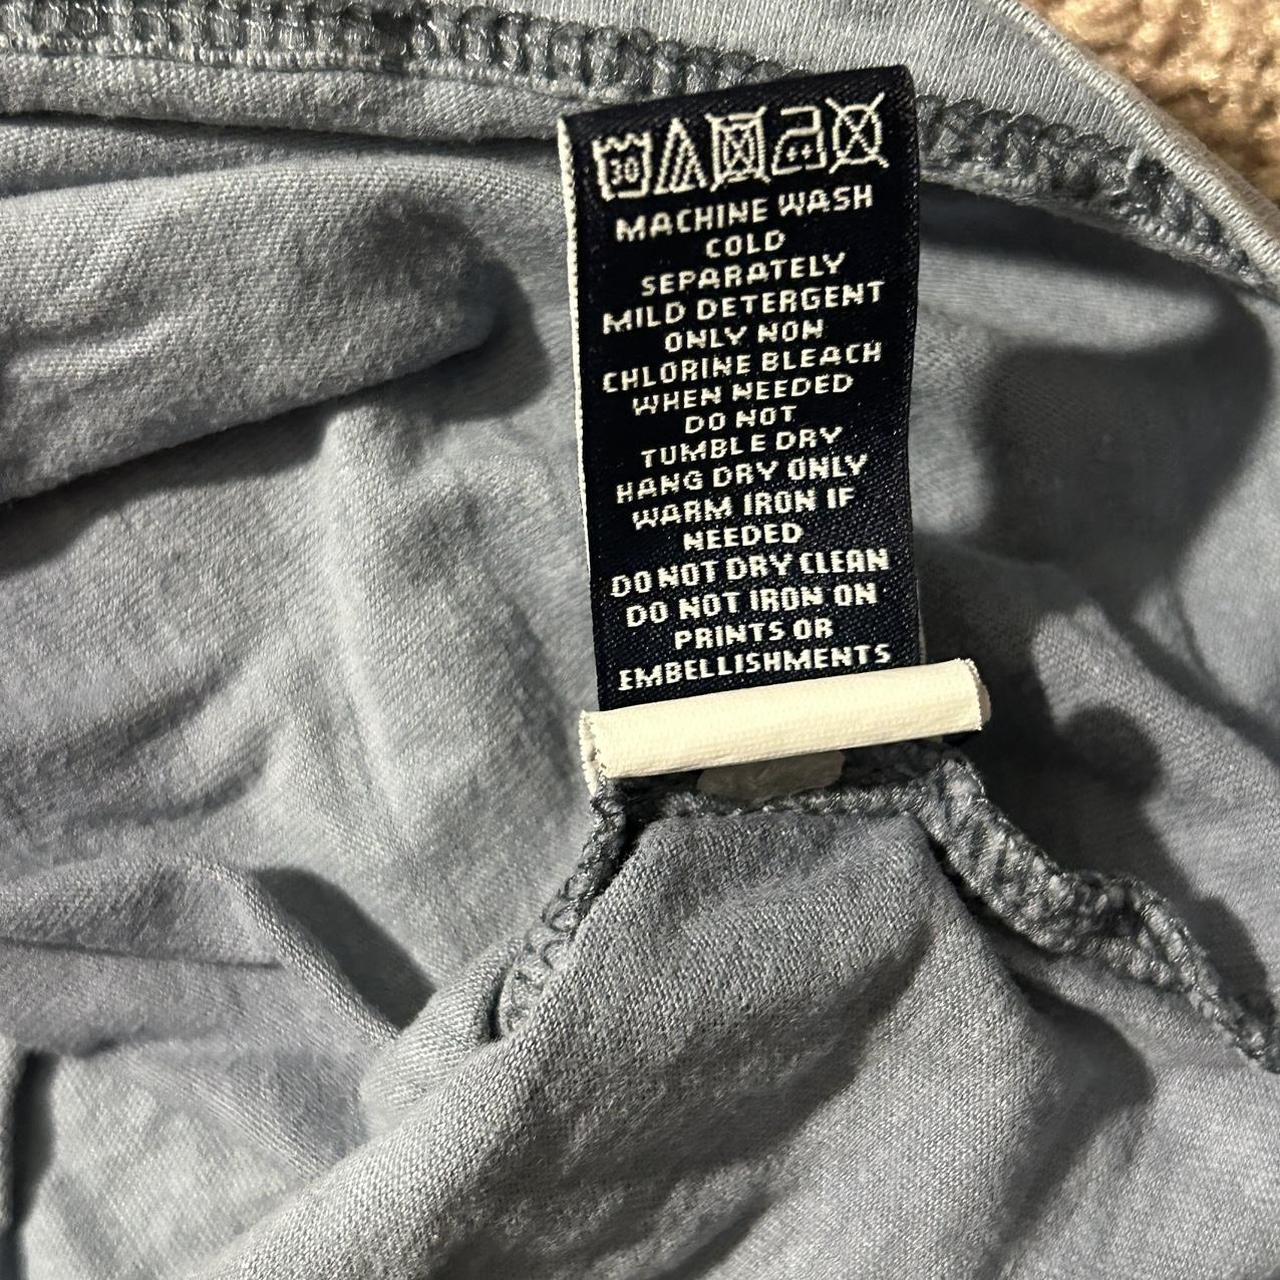 30
MACHINE WASH
COLD
SEPARATELY
MILD DETERGENT
ONLY NON
CHLORINE BLEACH
WHEN NEEDED
DO NOT
TUMBLE DRY
HANG DRY ONLY
WARM IRON IF
NEEDED
DO NOT DRY CLEAN
DO NOT IRON ON
PRINTS OR
EMBELLISHMENTS